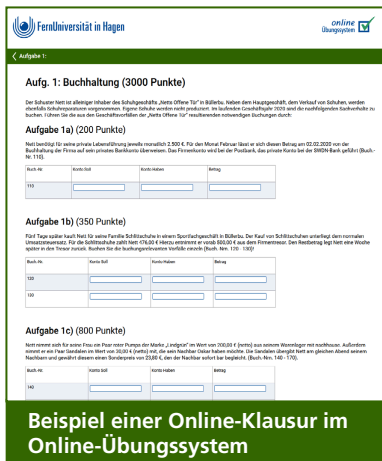 FernUniversität in Hagen
online
Übungssystem
Aufgabe 1:
Aufg. 1: Buchhaltung (3000 Punkte)
Der Schuster Nett ist alleiniger Inhaber des Schuhgeschäfts „Netts Offene Tür" in Büllerbu. Neben dem Hauptgeschäft, dem Verkauf von Schuhen, werden
ebenfalls Schuhreparaturen vorgenommen. Eigene Schuhe werden nicht produziert. Im laufenden Geschäftsjahr 2020 sind die nachfolgenden Sachverhalte zu
buchen. Führen Sie die aus den Geschäftsvorfällen der „Netts Offene Tür" resultierenden notwendigen Buchungen durch:
Aufgabe 1a) (200 Punkte)
Nett benötigt für seine private Lebensführung jeweils monatlich 2.500 €. Für den Monat Februar lässt er sich diesen Betrag am 02.02.2020 von der
Buchhaltung der Firma auf sein privates Bankkonto überweisen. Das Firmenkonto wird bei der Postbank, das private Konto bei der SWDN-Bank geführt (Buch.-
Nr. 110).
Buch.-Nr. Konto Soll Konto Haben Betrag
110
Aufgabe 1b) (350 Punkte)
Fünf Tage später kauft Nett für seine Familie Schlittschuhe in einem Sportfachgeschäft in Büllerbu. Der Kauf von Schlittschuhen unterliegt dem normalen
Umsatzsteuersatz. Für die Schlittschuhe zahlt Nett 476,00 € Hierzu entnimmt er vorab 500,00 € aus dem Firmentresor. Den Restbetrag legt Nett eine Woche
später in den Tresor zurück. Buchen Sie die buchungsrelevanten Vorfälle einzeln (Buch. Nrn. 120 - 130)!
Buch.-Nr. Konto Soll Konto Haben Betrag
120
130
Aufgabe 1c) (800 Punkte)
Nett nimmt sich für seine Frau ein Paar roter Pumps der Marke „Lindgrün" im Wert von 200,00 € (netto) aus seinem Warenlager mit nachhause. Außerdem
nimmt er ein Paar Sandalen im Wert von 30,00 € (netto) mit, die sein Nachbar Oskar haben möchte. Die Sandalen übergibt Nett am gleichen Abend seinem
Nachbarn und gewährt diesem einen Sonderpreis von 23,80 €, den der Nachbar sofort bar begleicht. (Buch.-Nrn. 140 - 170).
Buch.-Nr. Konto Soll Konto Haben Betrag
140
Beispiel einer Online-Klausur im
Online-Übungssystem